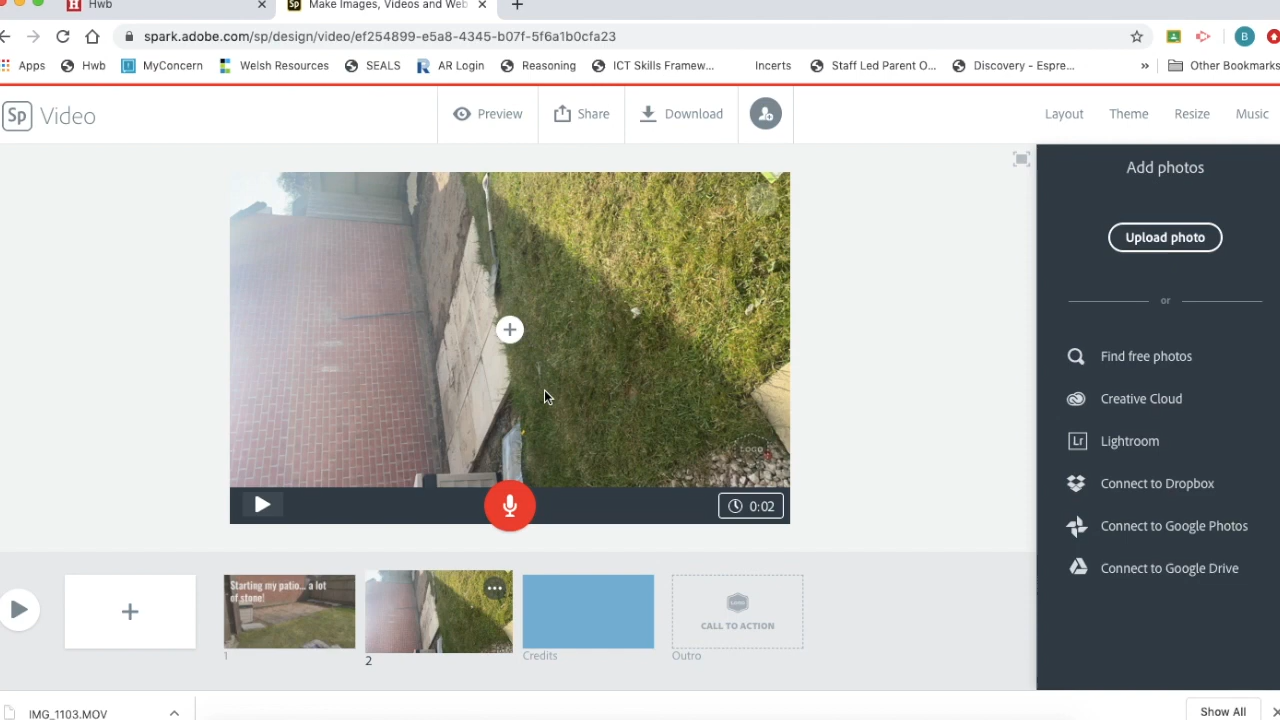 Hwb
Sp Make Images, Videos and Web
spark.adobe.com/sp/design/video/ef254899-e5a8-4345-b07f-5f6a1b0cfa23
B
Apps Hwb MyConcern Welsh Resources SEALS AR Login Reasoning ICT Skills Framew... Incerts Staff Led Parent O... Discovery - Espre... » Other Bookmarks
Sp Video
Preview Share Download
Layout Theme Resize Music
Add photos
Upload photo
or
Find free photos
Creative Cloud
Lr Lightroom
Connect to Dropbox
Connect to Google Photos
Connect to Google Drive
LOGO
0:02
Starting my patio... a lot
of stone!
CALL TO ACTION
1
2
Credits
Outro
IMG_1103.MOV
Show All